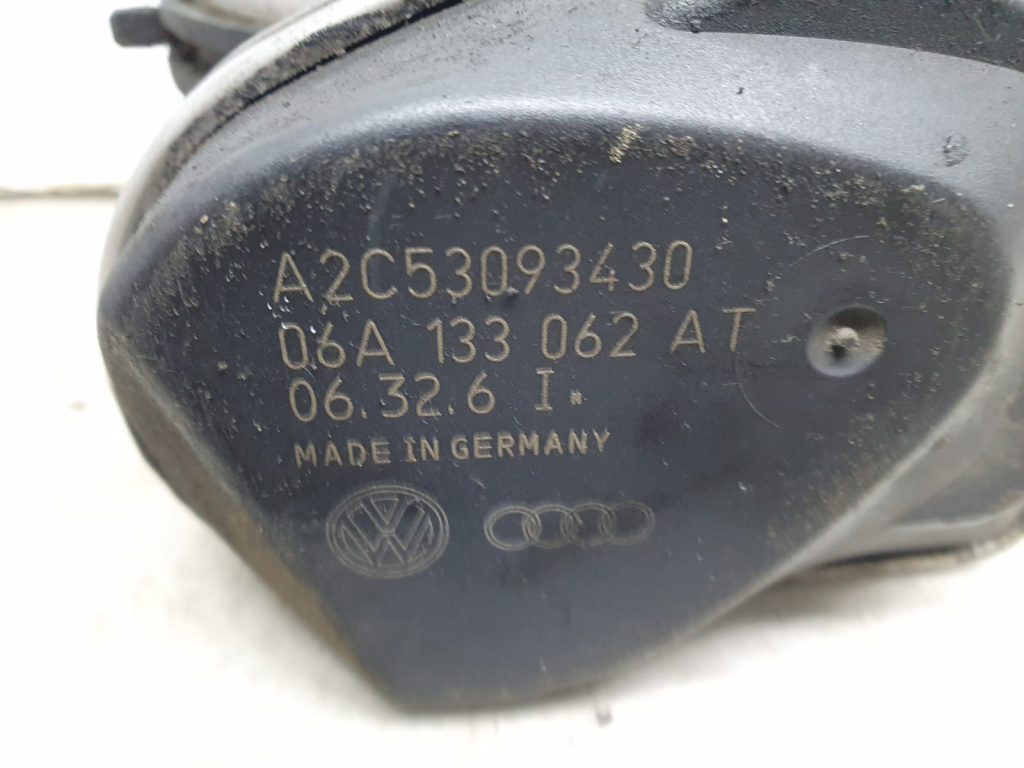 A2C53093430
06A 133 062 AT
06.32.6 I
MADE IN GERMANY